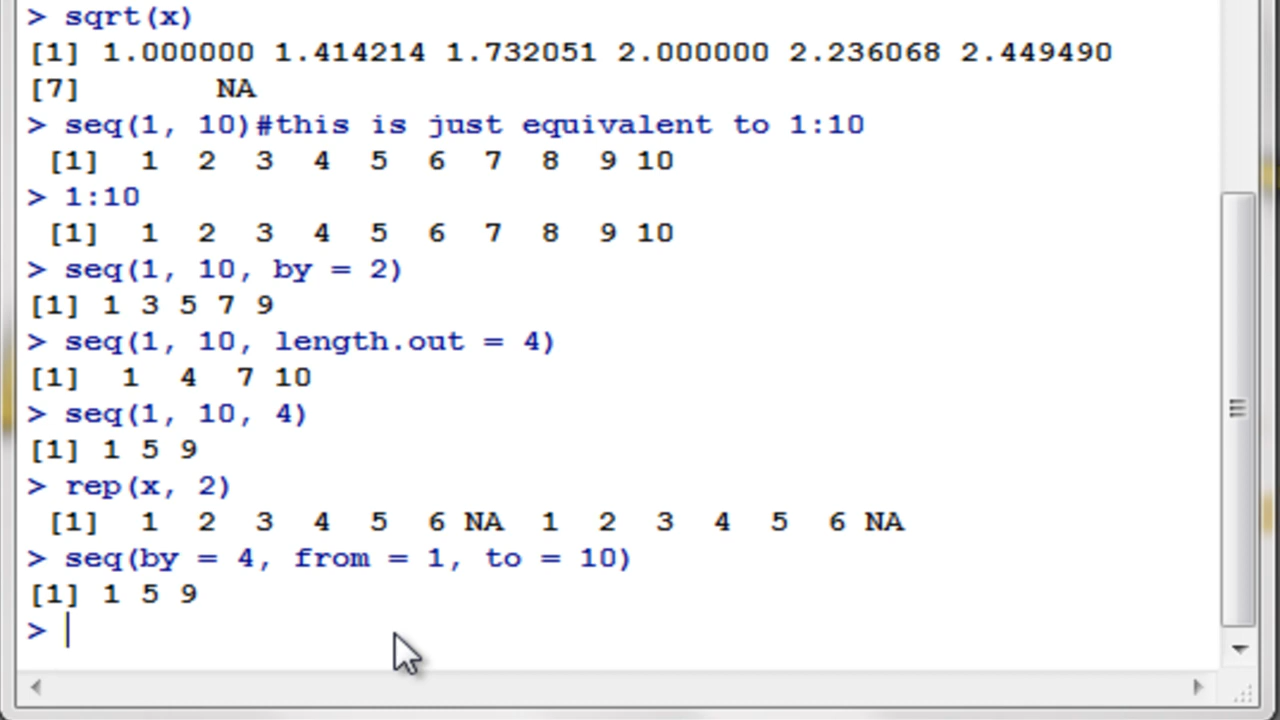 > sqrt(x)
[1] 1.000000 1.414214 1.732051 2.000000 2.236068 2.449490
[7]       NA
> seq(1, 10)#this is just equivalent to 1:10
 [1]  1  2  3  4  5  6  7  8  9 10
> 1:10
 [1]  1  2  3  4  5  6  7  8  9 10
> seq(1, 10, by = 2)
[1] 1 3 5 7 9
> seq(1, 10, length.out = 4)
[1]  1  4  7 10
> seq(1, 10, 4)
[1] 1 5 9
> rep(x, 2)
 [1]  1  2  3  4  5  6 NA  1  2  3  4  5  6 NA
> seq(by = 4, from = 1, to = 10)
[1] 1 5 9
>